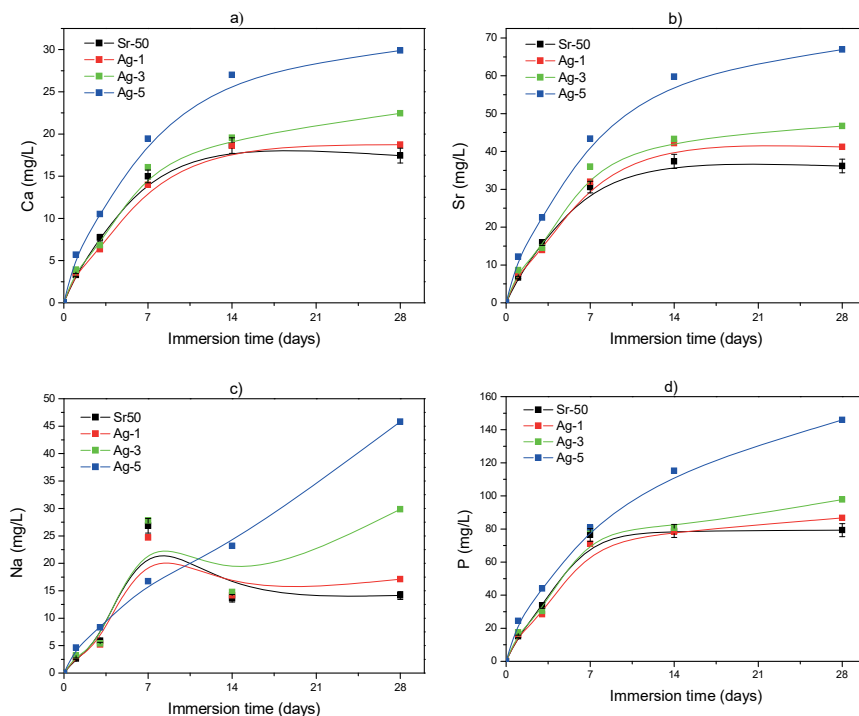 a)
Sr-50
Ag-1
Ag-3
Ag-5
30
25
20
15
10
5
0
Ca (mg/L)
0 7 14 21 28
Immersion time (days)
b)
Sr-50
Ag-1
Ag-3
Ag-5
70
60
50
40
30
20
10
0
Sr (mg/L)
0 7 14 21 28
Immersion time (days)
c)
Sr50
Ag-1
Ag-3
Ag-5
50
45
40
35
30
25
20
15
10
5
0
Na (mg/L)
0 7 14 21 28
Immersion time (days)
d)
Sr-50
Ag-1
Ag-3
Ag-5
160
140
120
100
80
60
40
20
0
P (mg/L)
0 7 14 21 28
Immersion time (days)